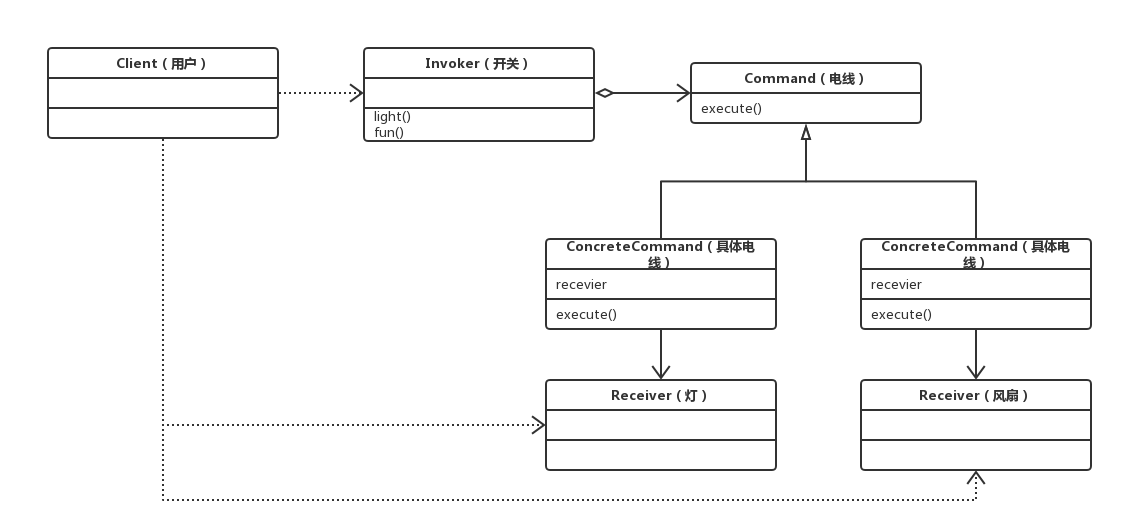 Client（用户）
Invoker（开关）
light()
fun()
Command（电线）
execute()
ConcreteCommand（具体电
线）
recevier
execute()
ConcreteCommand（具体电
线）
recevier
execute()
Receiver（灯）
Receiver（风扇）